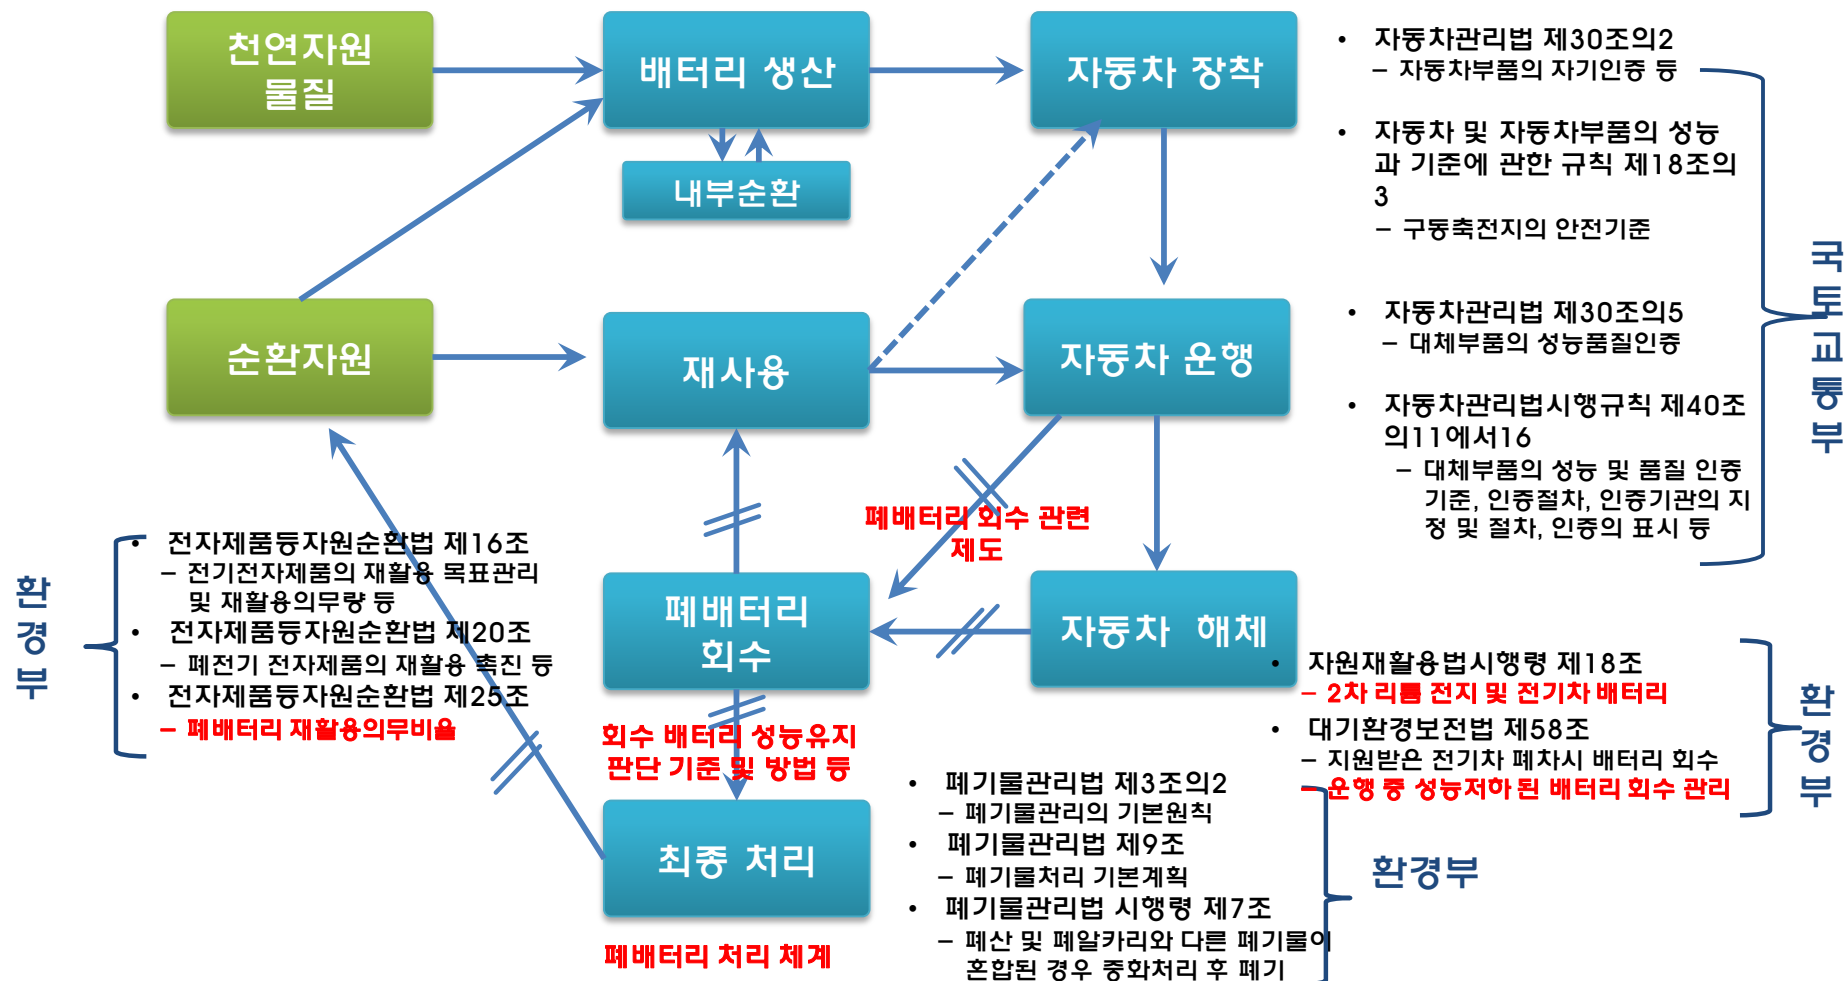 천연자원
물질
배터리 생산
자동차 장착
내부순환
순환자원
재사용
자동차 운행
폐배터리 회수 관련
제도
폐배터리
회수
자동차 해체
회수 배터리 성능유지
판단 기준 및 방법 등
최종 처리
폐배터리 처리 체계
• 자동차관리법 제30조의2
– 자동차부품의 자기인증 등
• 자동차 및 자동차부품의 성능
과 기준에 관한 규칙 제18조의
3
– 구동축전지의 안전기준
• 자동차관리법 제30조의5
– 대체부품의 성능품질인증
• 자동차관리법시행규칙 제40조
의11에서16
– 대체부품의 성능 및 품질 인증
기준, 인증절차, 인증기관의 지
정 및 절차, 인증의 표시 등
국
토
교
통
부
환
경
부
• 전자제품등자원순환법 제16조
– 전기전자제품의 재활용 목표관리
및 재활용의무량 등
• 전자제품등자원순환법 제20조
– 폐전기 전자제품의 재활용 촉진 등
• 전자제품등자원순환법 제25조
– 폐배터리 재활용의무비율
• 자원재활용법시행령 제18조
– 2차 리튬 전지 및 전기차 배터리
• 대기환경보전법 제58조
– 지원받은 전기차 폐차시 배터리 회수
– 운행 중 성능저하 된 배터리 회수 관리
환
경
부
• 폐기물관리법 제3조의2
– 폐기물관리의 기본원칙
• 폐기물관리법 제9조
– 폐기물처리 기본계획
• 폐기물관리법 시행령 제7조
– 폐산 및 폐알카리와 다른 폐기물이
혼합된 경우 중화처리 후 폐기
환경부